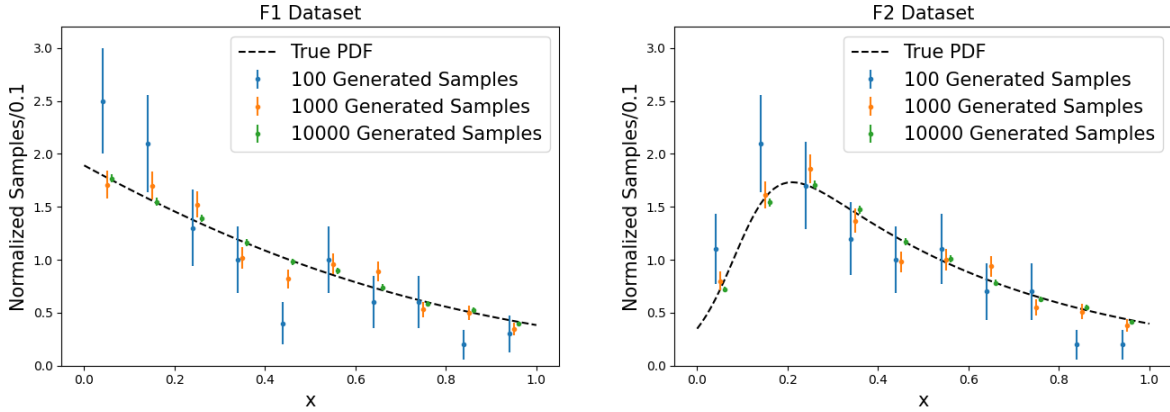 F1 Dataset
Normalized Samples/0.1
3.0
2.5
2.0
1.5
1.0
0.5
0.0
True PDF
100 Generated Samples
1000 Generated Samples
10000 Generated Samples
0.0 0.2 0.4 0.6 0.8 1.0
x
F2 Dataset
Normalized Samples/0.1
3.0
2.5
2.0
1.5
1.0
0.5
0.0
True PDF
100 Generated Samples
1000 Generated Samples
10000 Generated Samples
0.0 0.2 0.4 0.6 0.8 1.0
x